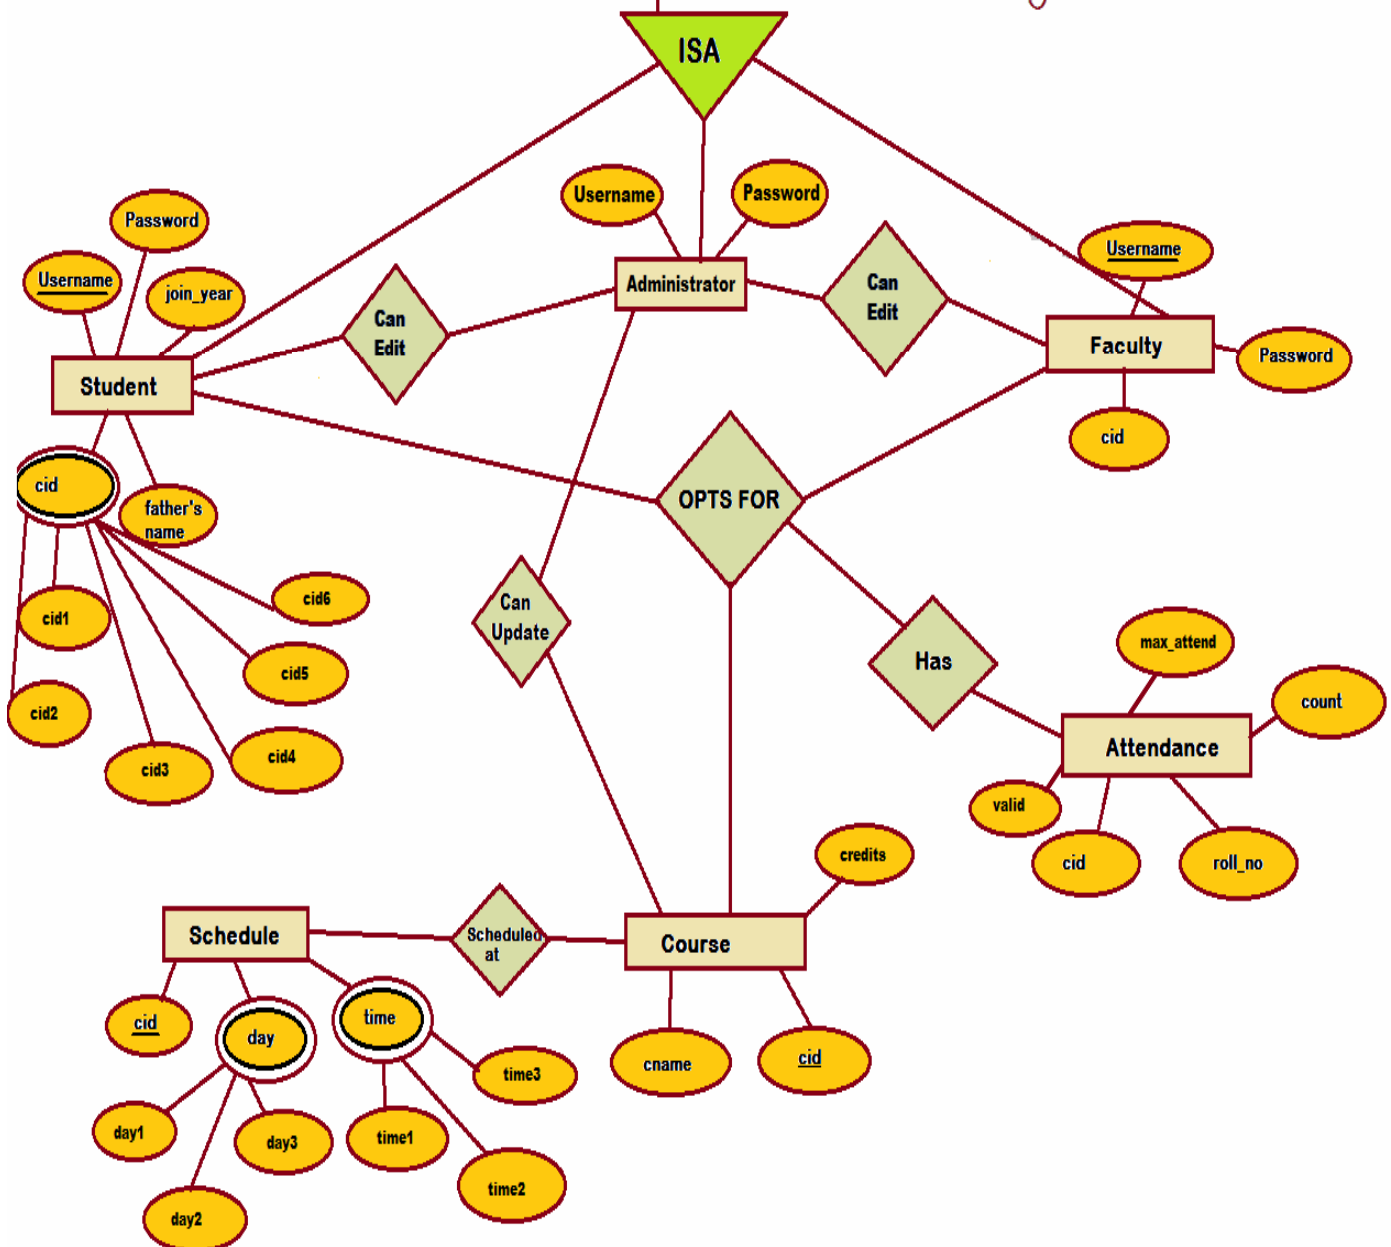 ISA
Username
Password
Password
Username
Username
join_year
Can
Edit
Administrator
Can
Edit
Faculty
Password
Student
cid
cid
father's
name
OPTS FOR
cid6
cid1
Can
Update
max_attend
Has
cid5
count
cid2
Attendance
cid3
cid4
valid
cid
roll_no
credits
Schedule
Scheduled
at
Course
cid
day
time
cname
cid
time3
day1
day3
time1
time2
day2